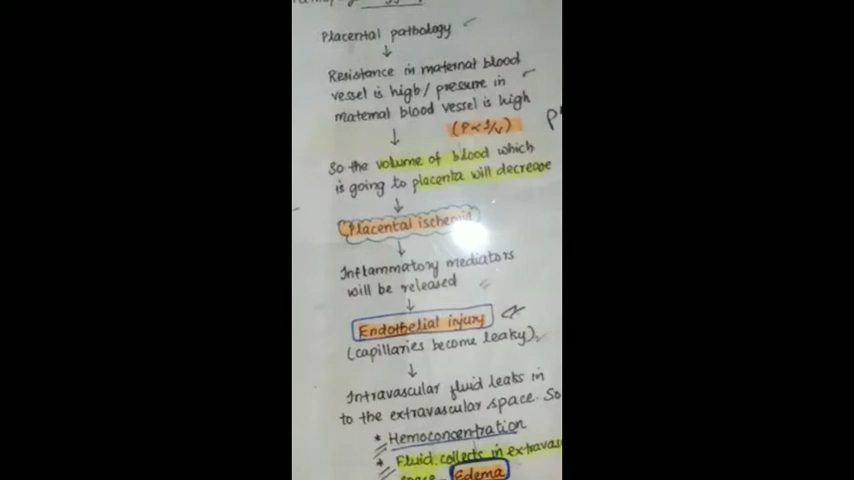 Placental pathology
↓
Resistance in maternal blood
vessel is high/ pressure in
maternal blood vessel is high
↓ (P∝1/v)
So the volume of blood which
is going to placenta will decrease
↓
Placental ischemia
↓
Inflammatory mediators
will be released
↓
Endothelial injury
(capillaries become leaky)
↓
Intravascular fluid leaks in
to the extravascular space. So
* Hemoconcentration
* Fluid collects in extravas
space - Edema